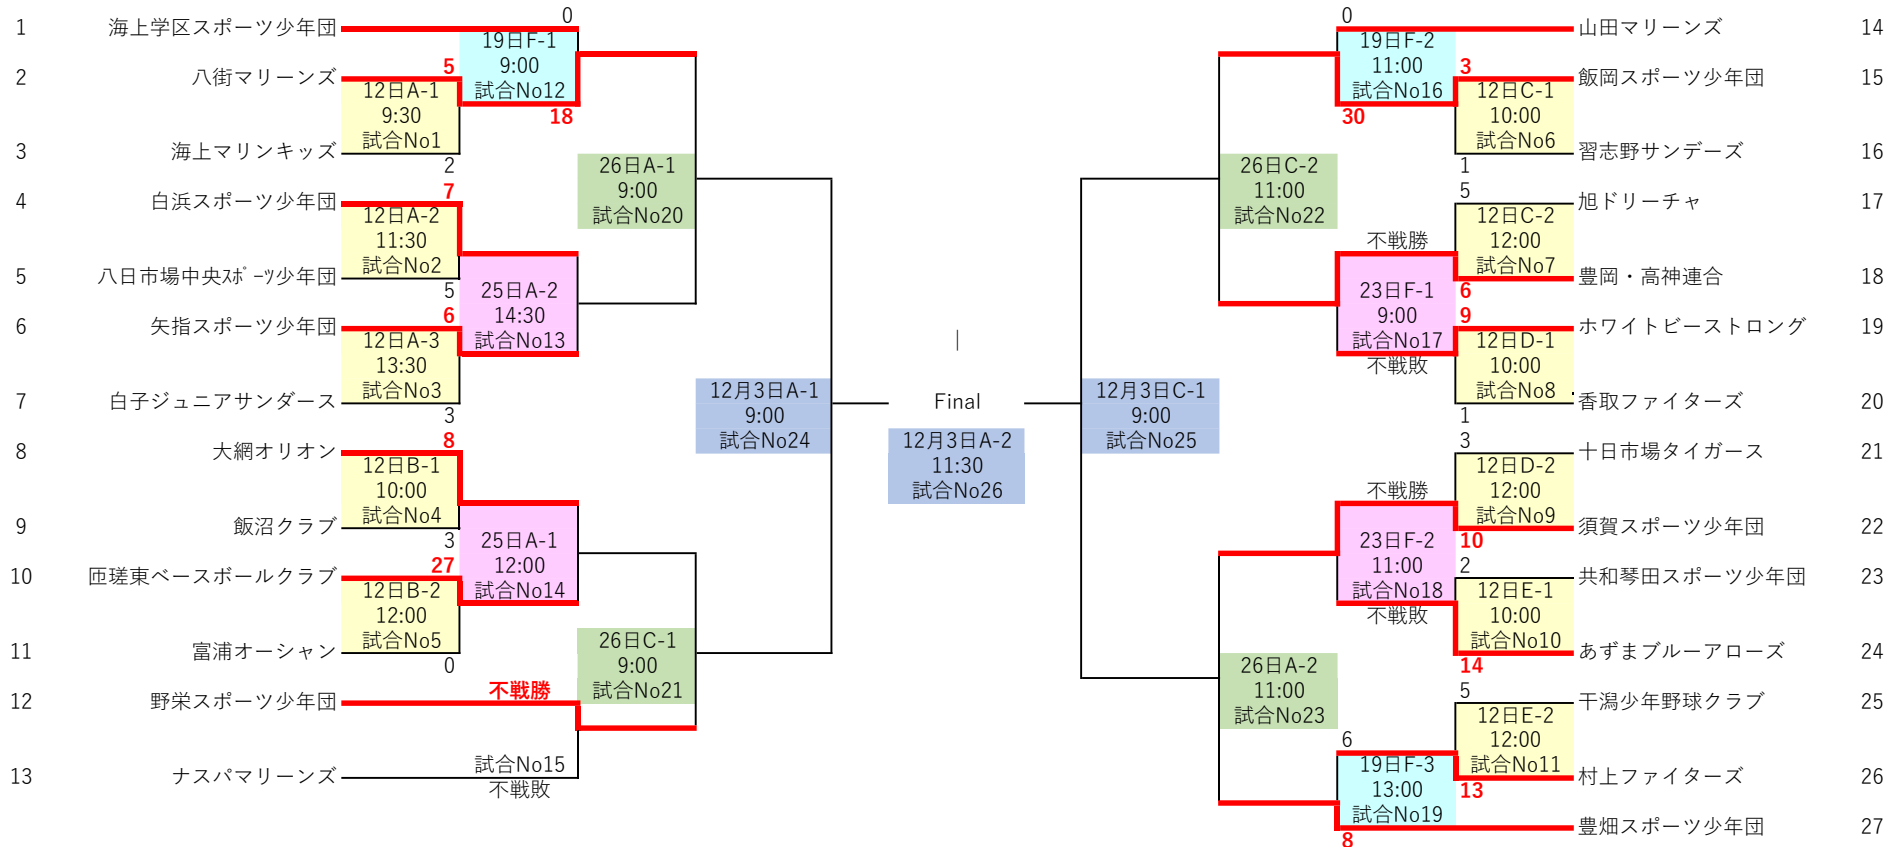 1 海上学区スポーツ少年団
0
19日F-1
9:00
試合No12
18
2 八街マリーンズ
5
12日A-1
9:30
試合No1
3 海上マリンキッズ
2
26日A-1
9:00
試合No20
4 白浜スポーツ少年団
7
12日A-2
11:30
試合No2
5 八日市場中央ｽﾎﾟｰﾂ少年団
5
25日A-2
14:30
試合No13
6 矢指スポーツ少年団
6
12日A-3
13:30
試合No3
7 白子ジュニアサンダース
3
12月3日A-1
9:00
試合No24
8 大網オリオン
8
12日B-1
10:00
試合No4
9 飯沼クラブ
3
25日A-1
12:00
試合No14
10 匝瑳東ベースボールクラブ
27
12日B-2
12:00
試合No5
11 富浦オーシャン
0
26日C-1
9:00
試合No21
12 野栄スポーツ少年団
不戦勝
試合No15
13 ナスパマリーンズ
不戦敗
｜
Final
12月3日A-2
11:30
試合No26
0
山田マリーンズ 14
19日F-2
11:00
試合No16
30
3
飯岡スポーツ少年団 15
12日C-1
10:00
試合No6
習志野サンデーズ 16
1
26日C-2
11:00
試合No22
5
旭ドリーチャ 17
12日C-2
12:00
試合No7
不戦勝
豊岡・高神連合 18
6
23日F-1
9:00
試合No17
不戦敗
9
ホワイトビーストロング 19
12日D-1
10:00
試合No8
香取ファイターズ 20
1
12月3日C-1
9:00
試合No25
3
十日市場タイガース 21
12日D-2
12:00
試合No9
不戦勝
須賀スポーツ少年団 22
10
23日F-2
11:00
試合No18
不戦敗
2
共和琴田スポーツ少年団 23
12日E-1
10:00
試合No10
あずまブルーアローズ 24
14
26日A-2
11:00
試合No23
5
干潟少年野球クラブ 25
12日E-2
12:00
試合No11
6
村上ファイターズ 26
13
19日F-3
13:00
試合No19
豊畑スポーツ少年団 27
8